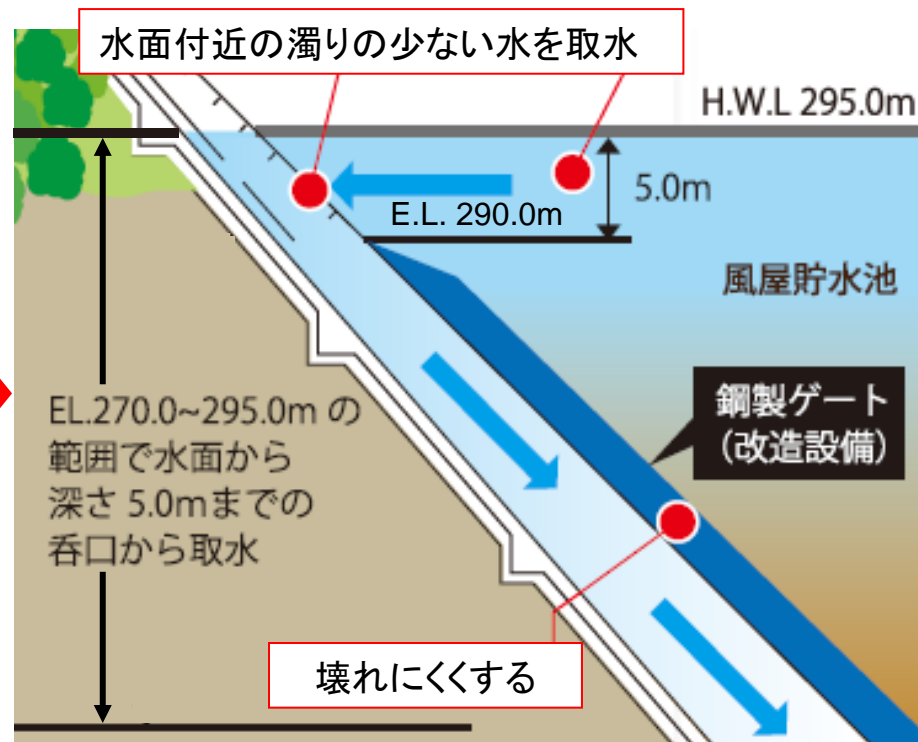 水面付近の濁りの少ない水を取水
H.W.L 295.0m
5.0m
E.L. 290.0m
風屋貯水池
鋼製ゲート
(改造設備)
EL.270.0~295.0m の
範囲で水面から
深さ 5.0mまでの
呑口から取水
壊れにくくする